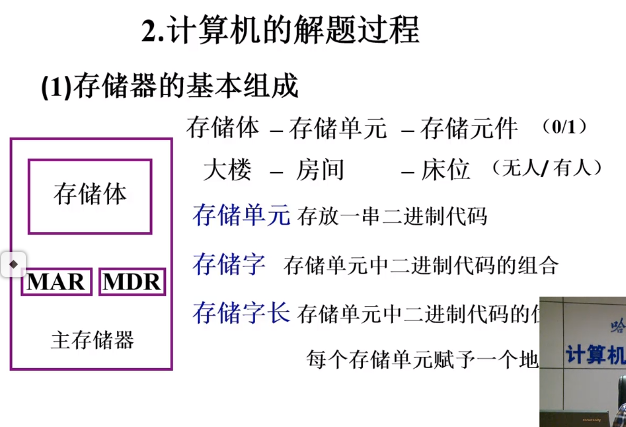 2.计算机的解题过程
(1)存储器的基本组成
存储体 – 存储单元 – 存储元件 （0/1）
大楼 – 房间 – 床位 （无人/ 有人）
存储体
存储单元 存放一串二进制代码
MAR MDR
存储字 存储单元中二进制代码的组合
存储字长 存储单元中二进制代码的
主存储器
每个存储单元赋予一个地
哈
计算机